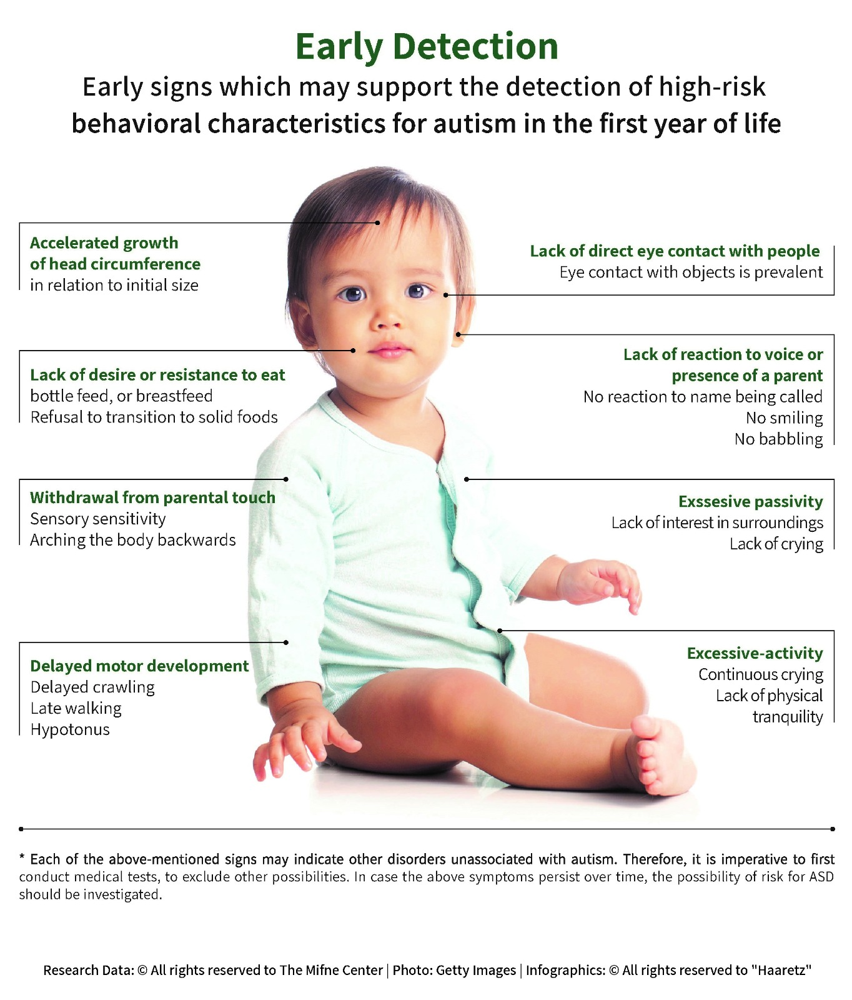 Early Detection
Early signs which may support the detection of high-risk
behavioral characteristics for autism in the first year of life
Accelerated growth
of head circumference
in relation to initial size
Lack of desire or resistance to eat
bottle feed, or breastfeed
Refusal to transition to solid foods
Withdrawal from parental touch
Sensory sensitivity
Arching the body backwards
Delayed motor development
Delayed crawling
Late walking
Hypotonus
Lack of direct eye contact with people
Eye contact with objects is prevalent
Lack of reaction to voice or
presence of a parent
No reaction to name being called
No smiling
No babbling
Exssesive passivity
Lack of interest in surroundings
Lack of crying
Excessive-activity
Continuous crying
Lack of physical
tranquility
* Each of the above-mentioned signs may indicate other disorders unassociated with autism. Therefore, it is imperative to first
conduct medical tests, to exclude other possibilities. In case the above symptoms persist over time, the possibility of risk for ASD
should be investigated.
Research Data: © All rights reserved to The Mifne Center | Photo: Getty Images | Infographics: © All rights reserved to "Haaretz"